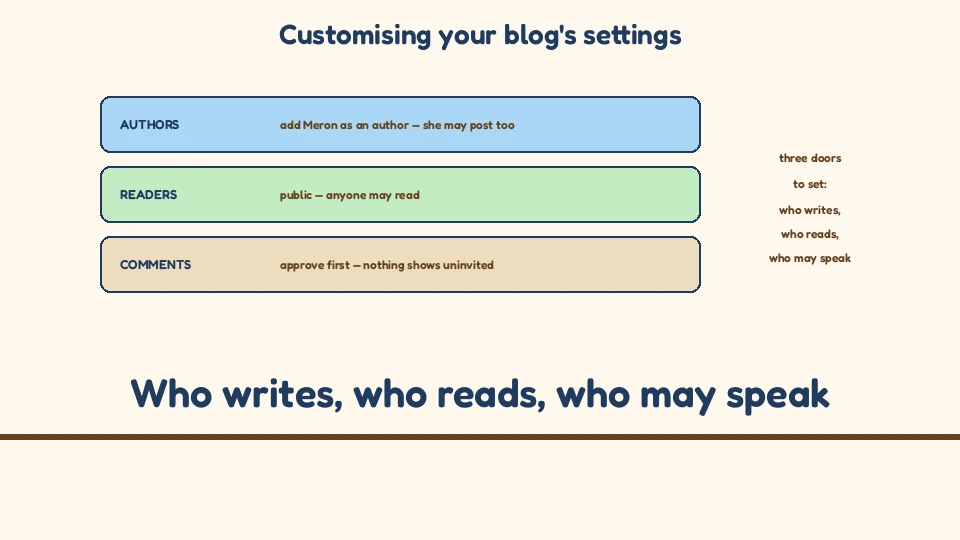 Customising your blog's settings
AUTHORS add Meron as an author — she may post too
READERS public — anyone may read
COMMENTS approve first — nothing shows uninvited
three doors
to set:
who writes,
who reads,
who may speak
Who writes, who reads, who may speak